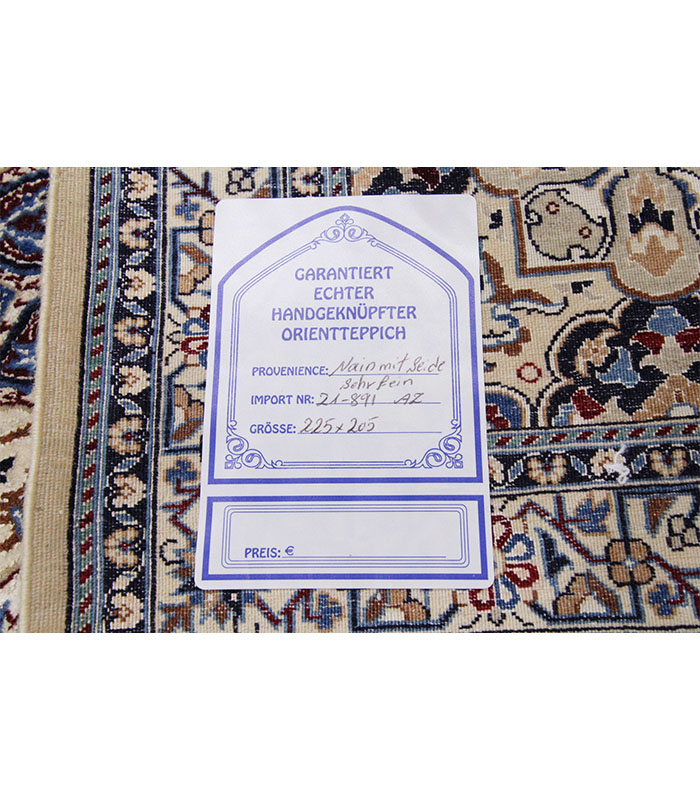 GARANTIERT
ECHTER
HANDGEKNÜPFTER
ORIENTTEPPICH
PROVENIENCE: Nain mit Seide
sehr fein
IMPORT NR: 21-891 AZ
GRÖSSE: 225x205
PREIS: €